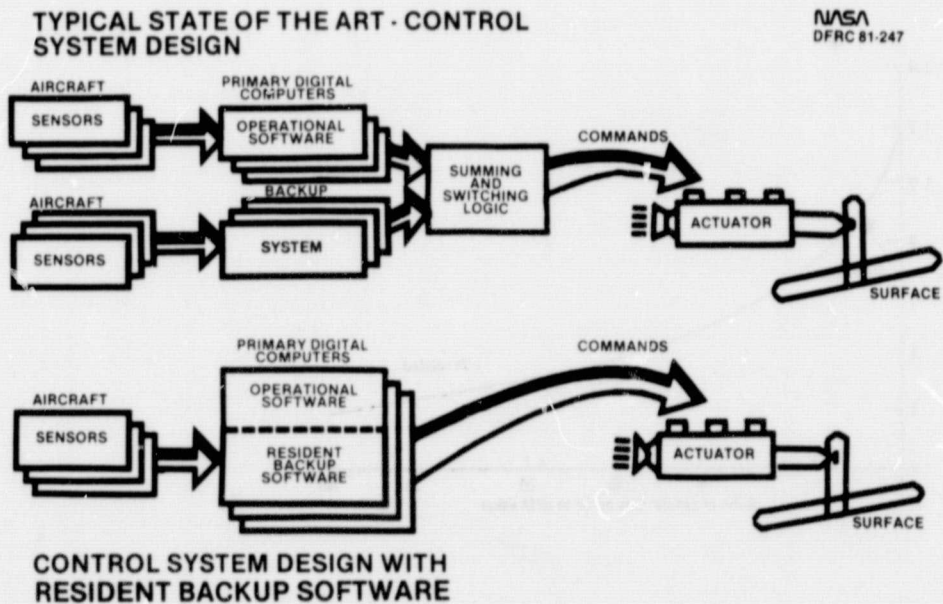 TYPICAL STATE OF THE ART - CONTROL
SYSTEM DESIGN
NASA
DFRC 81-247
AIRCRAFT
SENSORS
PRIMARY DIGITAL
COMPUTERS
OPERATIONAL
SOFTWARE
AIRCRAFT
SENSORS
BACKUP
SYSTEM
SUMMING
AND
SWITCHING
LOGIC
COMMANDS
ACTUATOR
SURFACE
AIRCRAFT
SENSORS
PRIMARY DIGITAL
COMPUTERS
OPERATIONAL
SOFTWARE
RESIDENT
BACKUP
SOFTWARE
COMMANDS
ACTUATOR
SURFACE
CONTROL SYSTEM DESIGN WITH
RESIDENT BACKUP SOFTWARE